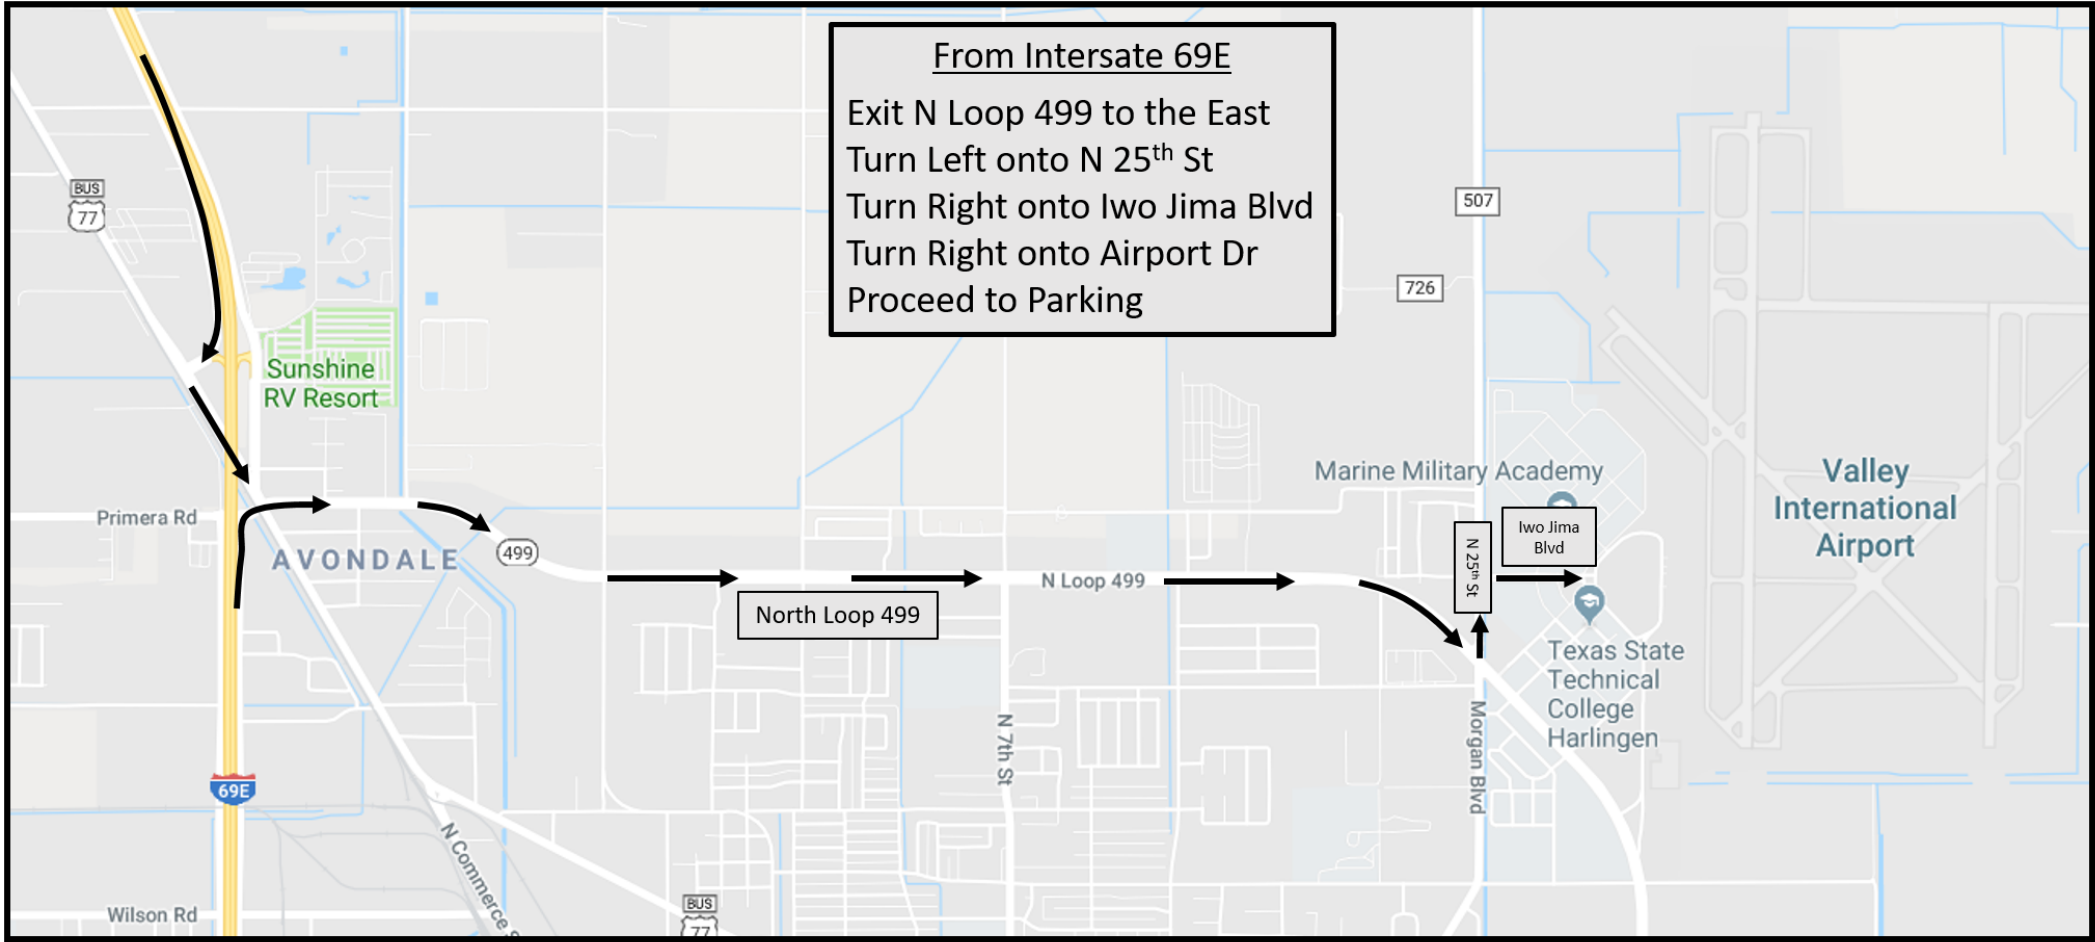 From Intersate 69E
Exit N Loop 499 to the East
Turn Left onto N 25th St
Turn Right onto Iwo Jima Blvd
Turn Right onto Airport Dr
Proceed to Parking
BUS
77
507
726
Sunshine
RV Resort
Marine Military Academy
Valley
International
Airport
Primera Rd
AVONDALE
499
N Loop 499
North Loop 499
N 25th St
Iwo Jima
Blvd
Texas State
Technical
College
Harlingen
N 7th St
Morgan Blvd
69E
N Commerce S
Wilson Rd
BUS
77